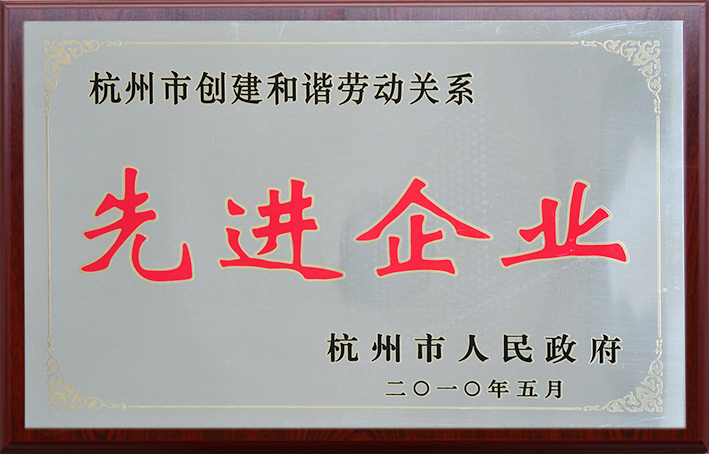 杭州市创建和谐劳动关系
先进企业
杭州市人民政府
二〇一〇年五月